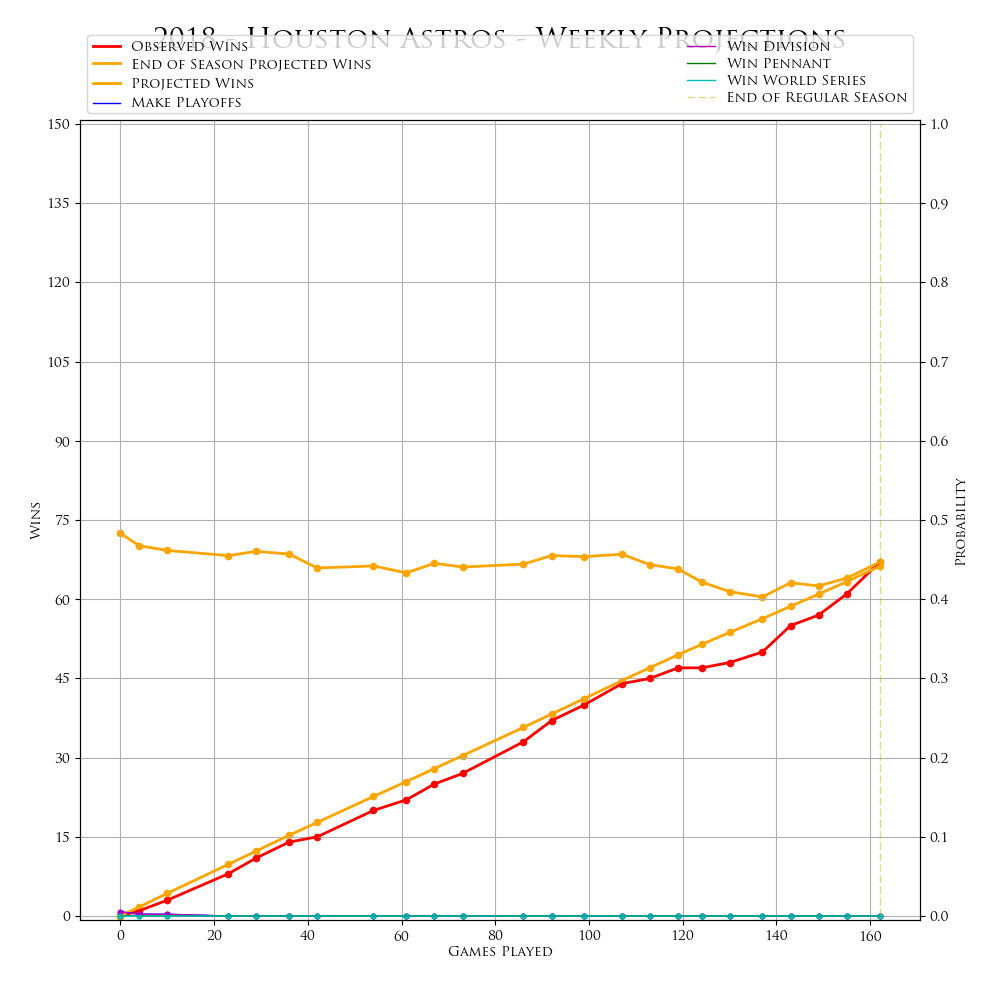 2018 - Houston Astros - Weekly Projections
Observed Wins
End of Season Projected Wins
Projected Wins
Make Playoffs
Win Division
Win Pennant
Win World Series
End of Regular Season
150
135
120
105
90
75
60
45
30
15
0
Wins
1.0
0.9
0.8
0.7
0.6
0.5
0.4
0.3
0.2
0.1
0.0
Probability
0 20 40 60 80 100 120 140 160
Games Played